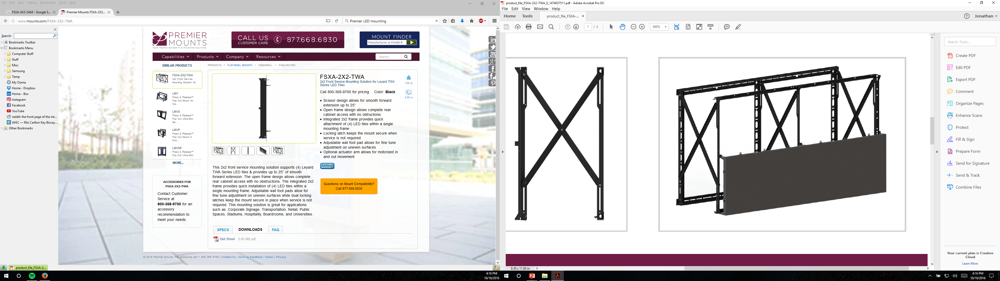 File Edit View History Bookmarks Tools Help
FSXA-6X3-SAM - Google S...
Premier Mounts FSXA-2X2...
www.mounts.com/FSXA-2X2-TWA
Premier LED mounting
ABP
Search:
Bookmarks Toolbar
Bookmarks Menu
Computer Stuff
Stuff
Misc
Samsung
Temp
My Ooma
Home - Dropbox
Home - Box
Instagram
Facebook
YouTube
reddit: the front page of the int...
AVEC — Ritz Carlton Key Biscay...
Other Bookmarks
PREMIER
MOUNTS
YOUR TRUSTED ADVISOR IN AV MOUNTING SOLUTIONS
CALL US
CUSTOMER CARE
877.668.6830
MOUNT FINDER
Manufacturer or Model #
Capabilities Products Company Resources
Search...
SIMILAR PRODUCTS
FSXA-2X2-TWA
2x2 Front Service
Mounting Solution for
...
LMV
Press & Release™
Pop Out Mount for
Dis...
LMVS
Press & Release™
Pop Out Ultra-Slim
Mo...
LMVP
Press & Release™
Pop Out Mount in
Port...
LMVSP
Press & Release™
Pop Out Ultra-Slim
MORE...
ACCESSORIES FOR
FSXA-2X2-TWA
Contact Customer
Service at
800-368-9700 for an
accessory
recommendation to
meet your needs.
PRODUCTS > FLAT-PANEL MOUNTS > VIDEOWALL > FSXA-2X2-TWA
FSXA-2X2-TWA
2x2 Front Service Mounting Solution for Leyard TWA
Series LED Tiles
Call 800-368-9700 for pricing Color: Black
1100 lb.
6.65 in.
• Scissor design allows for smooth forward
extension up to 25”
• Open frame design allows complete rear
cabinet access with no obtructions
• Integrated 2x2 frame provides quick
attachment of (4) LED tiles within a single
mounting frame
• Locking latch keeps the mount secure when
service is not required
• Adjustable wall foot pad allows for fine tune
adjustment on uneven surfaces
• Optional actuator arm allows for motorized in
and out movement
LIFETIME
WARRANTY
Questions on Mount Compatibility?
Call 877.668.6830
This 2x2 front service mounting solution supports (4) Leyard
TWA Series LED tiles & provides up to 25” of smooth
forward extension. The open frame design allows complete
rear cabinet access with no obstructions. The integrated 2x2
frame provides quick installation of (4) LED tiles within a
single mounting frame. Adjustable wall foot pads allow for
fine tune adjustment on uneven surfaces while dual locking
latches keep the mount secure in place when service is not
required. This mounting solution is great for applications
such as: Corporate Signage, Transportation, Retail, Public
Spaces, Stadiums, Hospitality, Boardrooms, and Universities.
SPECS DOWNLOADS FAQ
Sell Sheet 0.86 MB pdf
© 2016 Premier Mounts. For assistance call 1 800 368 9700 | Contact Us | Give us Feedback | Green | Privacy
product_file_FSXA-2...
4:16 PM
10/10/2016
product_file_FSXA-2X2-TWA_0_1474037511.pdf - Adobe Acrobat Pro DC
File Edit View Window Help
Home Tools product_file_FSXA-...
Jonathan
1 / 2
300%
Search Tools...
Create PDF
Edit PDF
Export PDF
Comment
Organize Pages
Enhance Scans
Protect
Fill & Sign
Prepare Form
Send for Signature
Send & Track
Combine Files
Your current plan is Creative
Cloud
Learn More
8.50 x 11.00 in
4:16 PM
10/10/2016